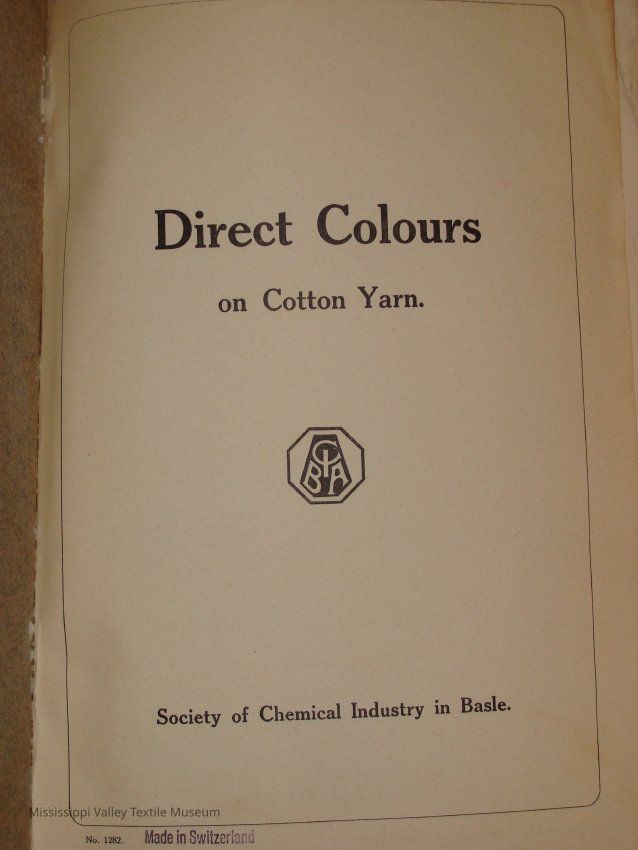 Direct Colours
on Cotton Yarn.
CIBA
Society of Chemical Industry in Basle.
Mississippi Valley Textile Museum
No. 1282. Made in Switzerland